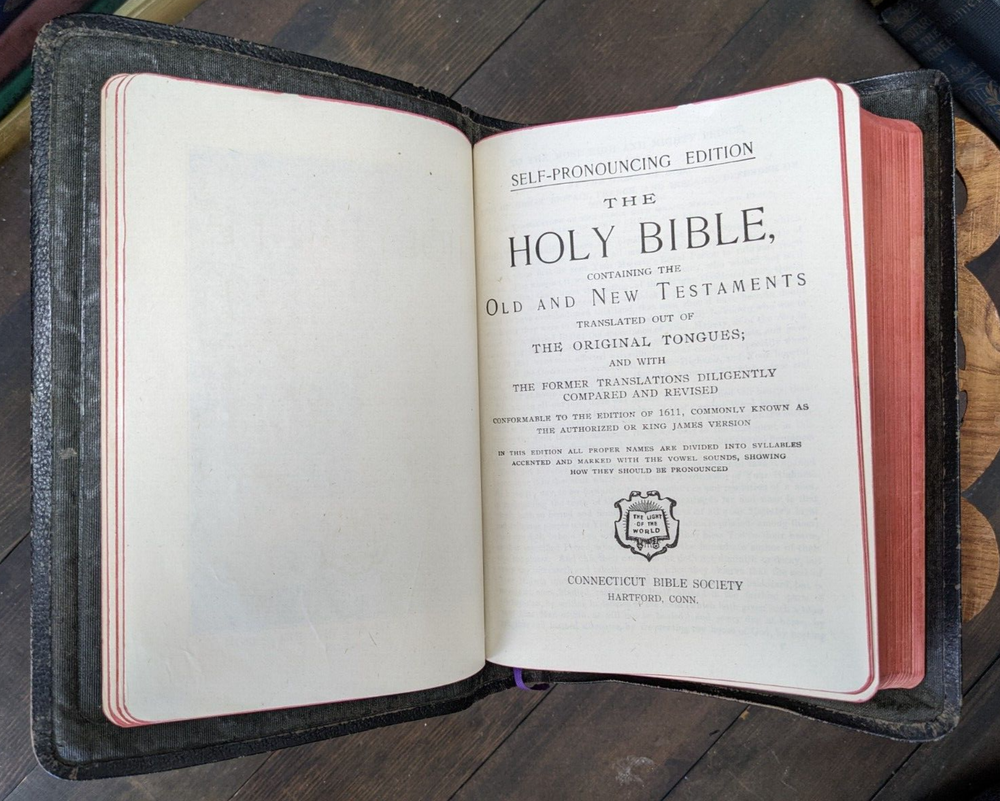 SELF-PRONOUNCING EDITION
THE
HOLY BIBLE,
CONTAINING THE
OLD AND NEW TESTAMENTS
TRANSLATED OUT OF
THE ORIGINAL TONGUES;
AND WITH
THE FORMER TRANSLATIONS DILIGENTLY
COMPARED AND REVISED
CONFORMABLE TO THE EDITION OF 1611, COMMONLY KNOWN AS
THE AUTHORIZED OR KING JAMES VERSION
IN THIS EDITION ALL PROPER NAMES ARE DIVIDED INTO SYLLABLES
ACCENTED AND MARKED WITH THE VOWEL SOUNDS, SHOWING
HOW THEY SHOULD BE PRONOUNCED
THE LIGHT
OF THE
WORLD
CONNECTICUT BIBLE SOCIETY
HARTFORD, CONN.